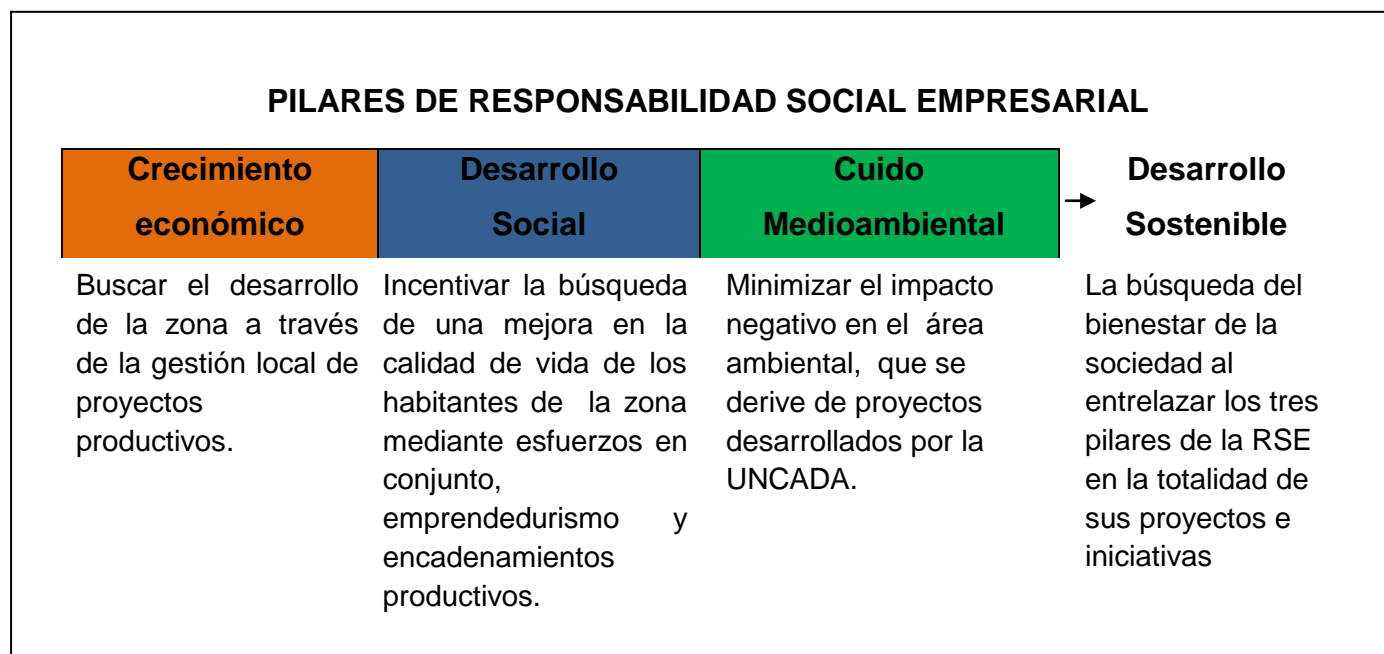 PILARES DE RESPONSABILIDAD SOCIAL EMPRESARIAL
Crecimiento
económico
Buscar el desarrollo
de la zona a través
de la gestión local de
proyectos
productivos.
Desarrollo
Social
Incentivar la búsqueda
de una mejora en la
calidad de vida de los
habitantes de la zona
mediante esfuerzos en
conjunto,
emprendedurismo y
encadenamientos
productivos.
Cuido
Medioambiental
Minimizar el impacto
negativo en el área
ambiental, que se
derive de proyectos
desarrollados por la
UNCADA.
Desarrollo
Sostenible
La búsqueda del
bienestar de la
sociedad al
entrelazar los tres
pilares de la RSE
en la totalidad de
sus proyectos e
iniciativas